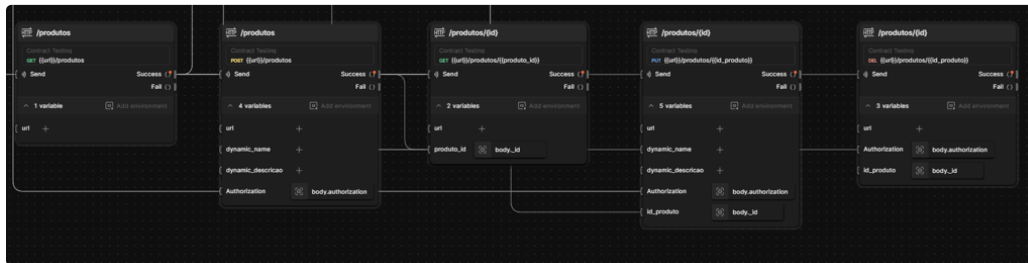 /produtos
Contract Testing
GET {{url}}/produtos
Send Success
Fail
1 variable Add environment
url
/produtos
Contract Testing
POST {{url}}/produtos
Send Success
Fail
4 variables Add environment
url
dynamic_name
dynamic_descricao
Authorization body.authorization
/produtos/{id}
Contract Testing
GET {{url}}/produtos/{{produto_id}}
Send Success
Fail
2 variables Add environment
url
produto_id body._id
/produtos/{id}
Contract Testing
PUT {{url}}/produtos/{{id_produto}}
Send Success
Fail
5 variables Add environment
url
dynamic_name
dynamic_descricao
Authorization body.authorization
id_produto body._id
/produtos/{id}
Contract Testing
DEL {{url}}/produtos/{{id_produto}}
Send Success
Fail
3 variables Add environment
url
Authorization body.authorization
id_produto body._id